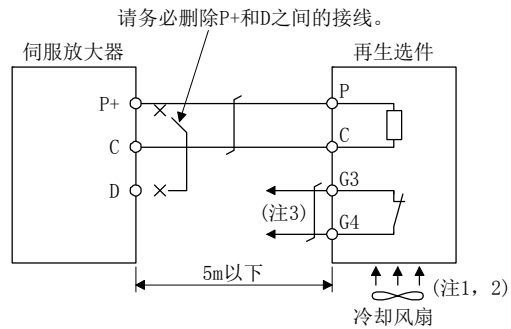 请务必删除P+和D之间的接线。
伺服放大器
再生选件
P+
P
C
C
D
G3
(注3)
G4
5m以下
(注1，2)
冷却风扇